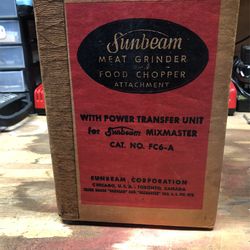 Sunbeam
MEAT GRINDER
and
FOOD CHOPPER
ATTACHMENT
WITH POWER TRANSFER UNIT
for Sunbeam MIXMASTER
CAT. NO. FC6-A
SUNBEAM CORPORATION
CHICAGO, U.S.A. - TORONTO, CANADA